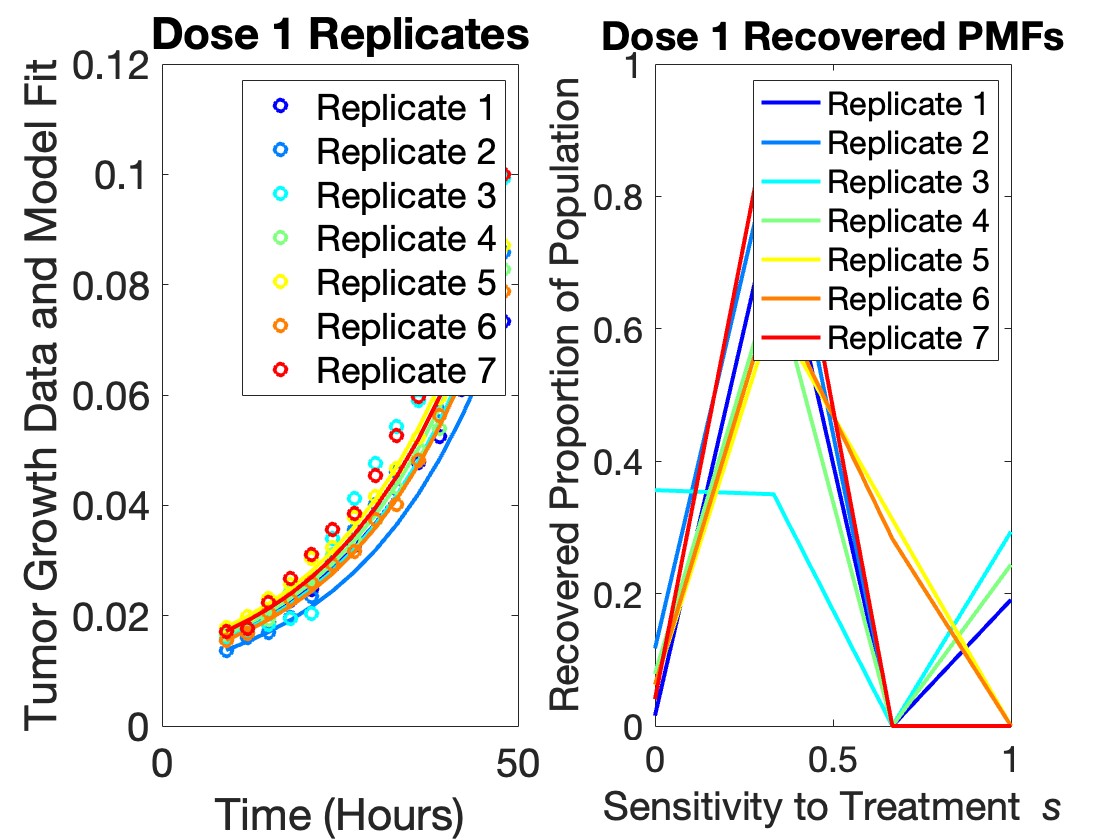 Dose 1 Replicates
Tumor Growth Data and Model Fit
0.12
0.1
0.08
0.06
0.04
0.02
0
0
50
Time (Hours)
Replicate 1
Replicate 2
Replicate 3
Replicate 4
Replicate 5
Replicate 6
Replicate 7
Dose 1 Recovered PMFs
Recovered Proportion of Population
1
0.8
0.6
0.4
0.2
0
0
0.5
1
Sensitivity to Treatment s
Replicate 1
Replicate 2
Replicate 3
Replicate 4
Replicate 5
Replicate 6
Replicate 7